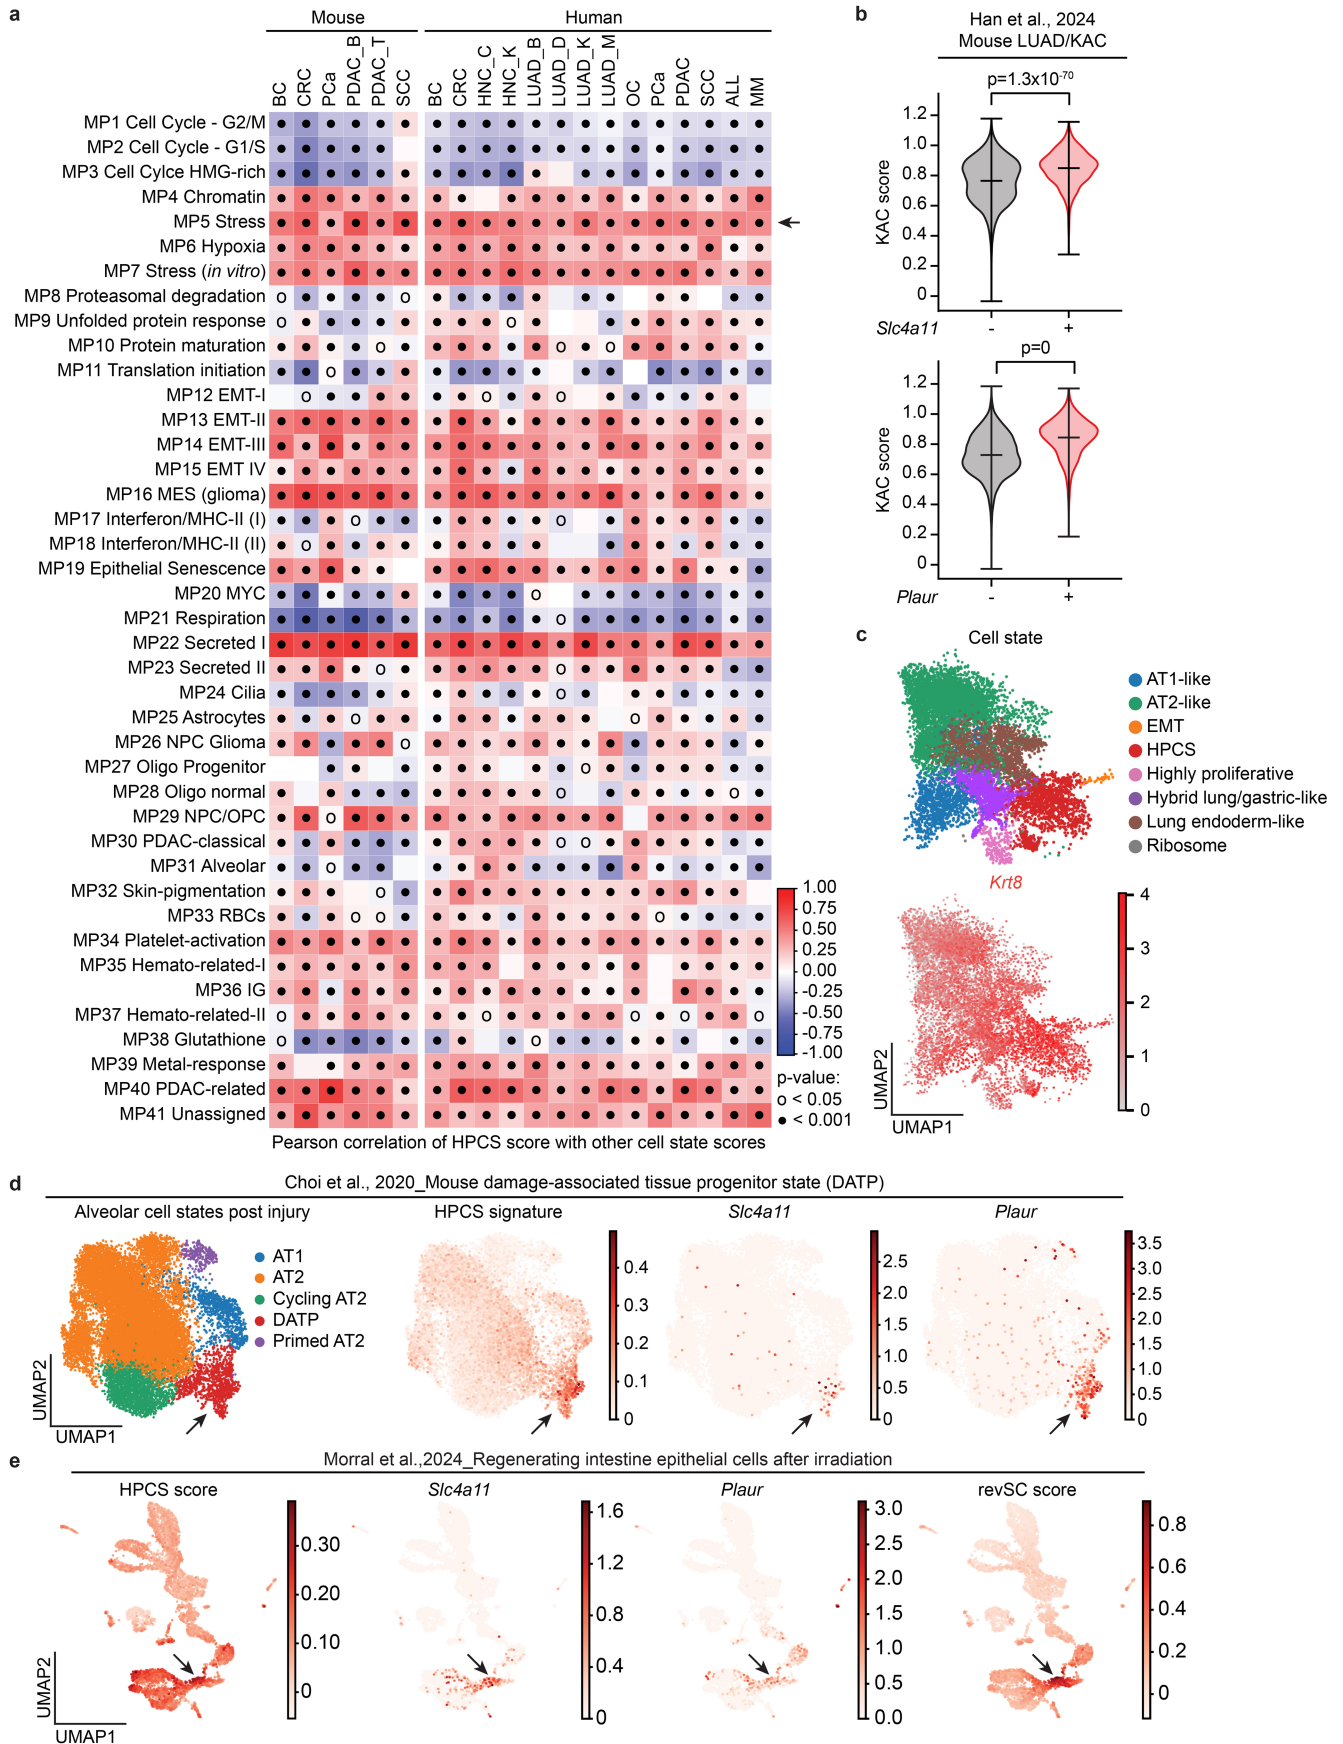 a
Mouse
Human
BC
CRC
PCa
PDAC_B
PDAC_T
SCC
BC
CRC
HNC_C
HNC_K
LUAD_B
LUAD_D
LUAD_K
LUAD_M
OC
PCa
PDAC
SCC
ALL
MM
MP1 Cell Cycle - G2/M
MP2 Cell Cycle - G1/S
MP3 Cell Cylce HMG-rich
MP4 Chromatin
MP5 Stress
MP6 Hypoxia
MP7 Stress (in vitro)
MP8 Proteasomal degradation
MP9 Unfolded protein response
MP10 Protein maturation
MP11 Translation initiation
MP12 EMT-I
MP13 EMT-II
MP14 EMT-III
MP15 EMT IV
MP16 MES (glioma)
MP17 Interferon/MHC-II (I)
MP18 Interferon/MHC-II (II)
MP19 Epithelial Senescence
MP20 MYC
MP21 Respiration
MP22 Secreted I
MP23 Secreted II
MP24 Cilia
MP25 Astrocytes
MP26 NPC Glioma
MP27 Oligo Progenitor
MP28 Oligo normal
MP29 NPC/OPC
MP30 PDAC-classical
MP31 Alveolar
MP32 Skin-pigmentation
MP33 RBCs
MP34 Platelet-activation
MP35 Hemato-related-I
MP36 IG
MP37 Hemato-related-II
MP38 Glutathione
MP39 Metal-response
MP40 PDAC-related
MP41 Unassigned
1.00
0.75
0.50
0.25
0.00
-0.25
-0.50
-0.75
-1.00
p-value:
o < 0.05
● < 0.001
Pearson correlation of HPCS score with other cell state scores
b
Han et al., 2024
Mouse LUAD/KAC
p=1.3x10-70
KAC score
1.2
1.0
0.8
0.6
0.4
0.2
0
Slc4a11 - +
p=0
KAC score
1.2
1.0
0.8
0.6
0.4
0.2
0
Plaur - +
c
Cell state
AT1-like
AT2-like
EMT
HPCS
Highly proliferative
Hybrid lung/gastric-like
Lung endoderm-like
Ribosome
Krt8
4
3
2
1
0
UMAP2
UMAP1
d
Choi et al., 2020_Mouse damage-associated tissue progenitor state (DATP)
Alveolar cell states post injury
AT1
AT2
Cycling AT2
DATP
Primed AT2
UMAP2
UMAP1
HPCS signature
0.4
0.3
0.2
0.1
0
Slc4a11
2.5
2.0
1.5
1.0
0.5
0
Plaur
3.5
3.0
2.5
2.0
1.5
1.0
0.5
0
e
Morral et al.,2024_Regenerating intestine epithelial cells after irradiation
HPCS score
0.30
0.20
0.10
0
UMAP2
UMAP1
Slc4a11
1.6
1.2
0.8
0.4
0
Plaur
3.0
2.5
2.0
1.5
1.0
0.5
0.0
revSC score
0.8
0.6
0.4
0.2
0